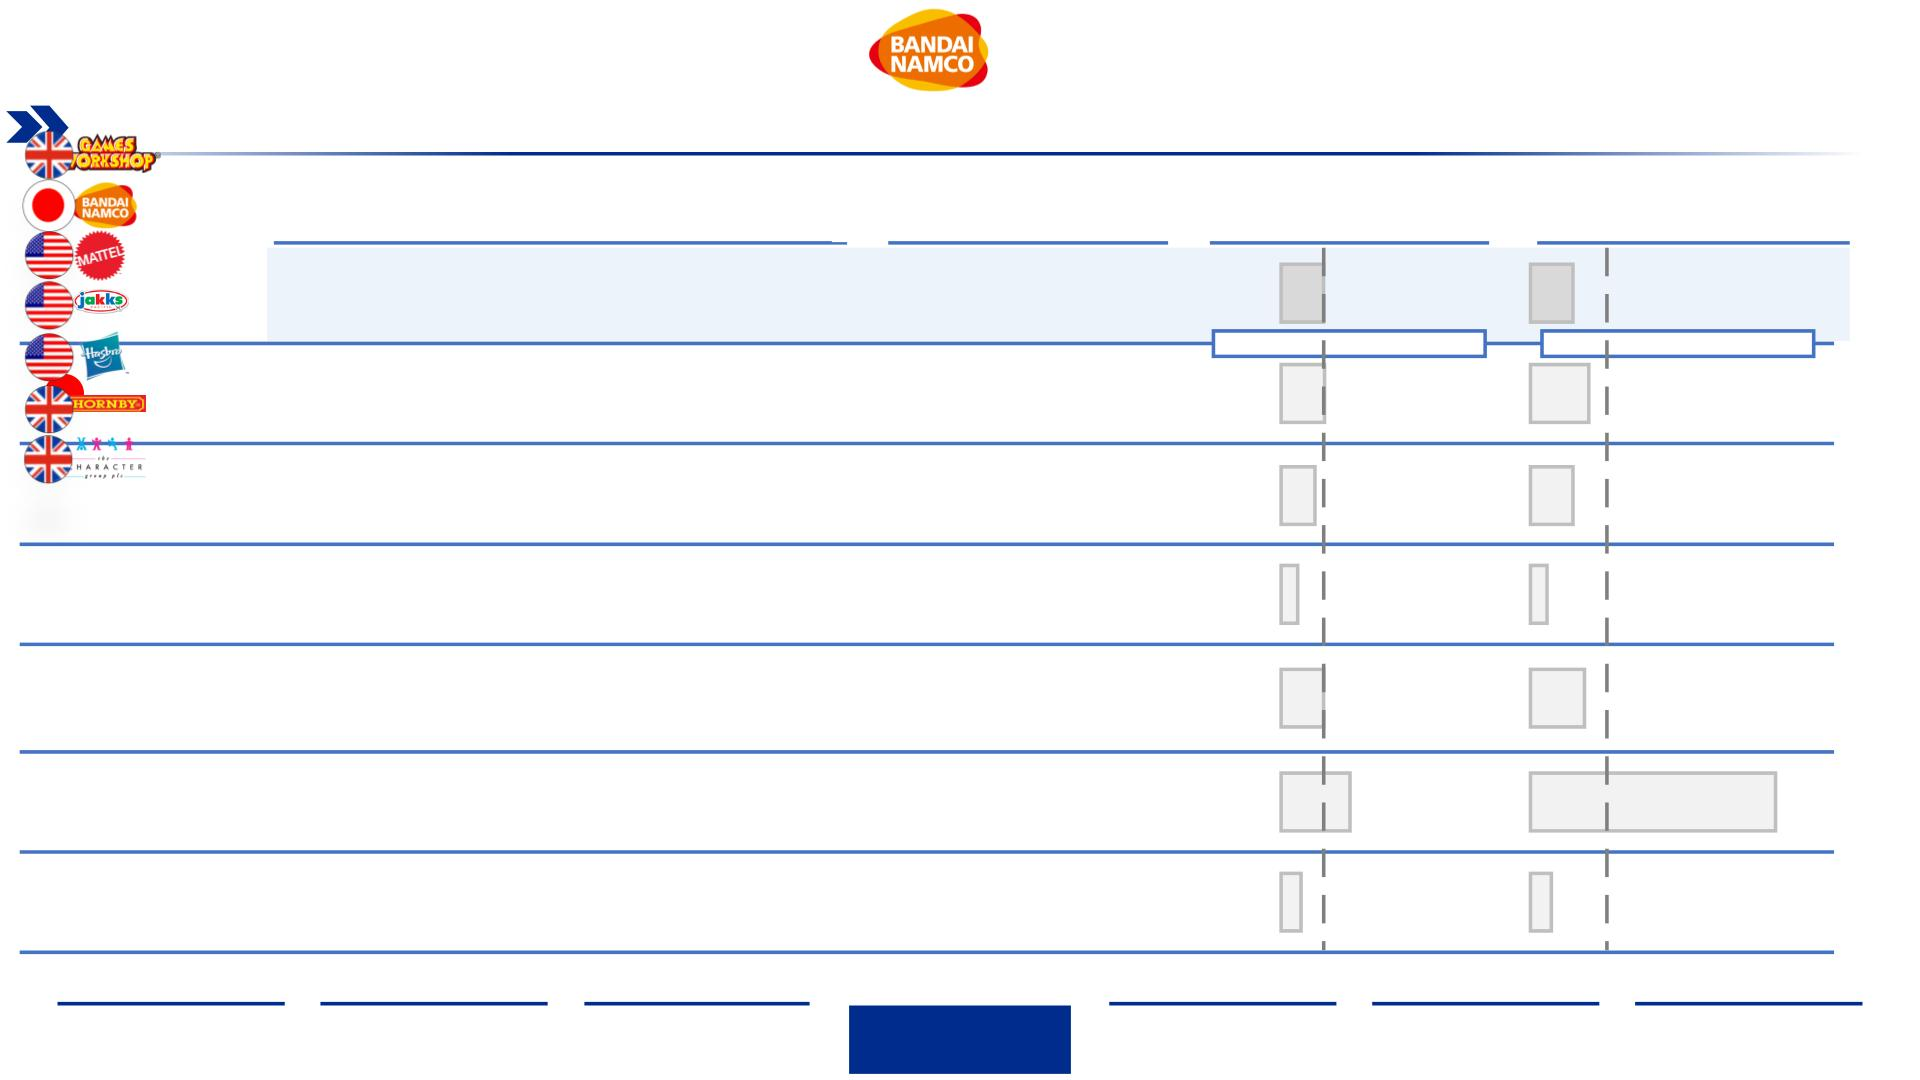 BANDAI
NAMCO
GAMES
WORKSHOP
BANDAI
NAMCO
MATTEL
jakks
Hasbro
HORNBY
the
CHARACTER
group plc